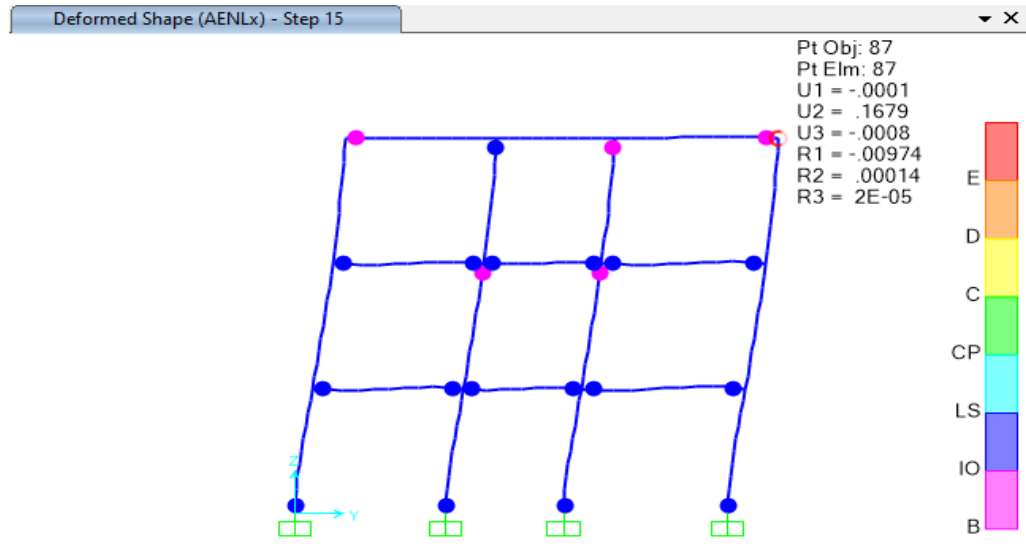 Deformed Shape (AENLx) - Step 15
Pt Obj: 87
Pt Elm: 87
U1 = -.0001
U2 = .1679
U3 = -.0008
R1 = -.00974
R2 = .00014
R3 = 2E-05
E
D
C
CP
LS
IO
B
Z
Y